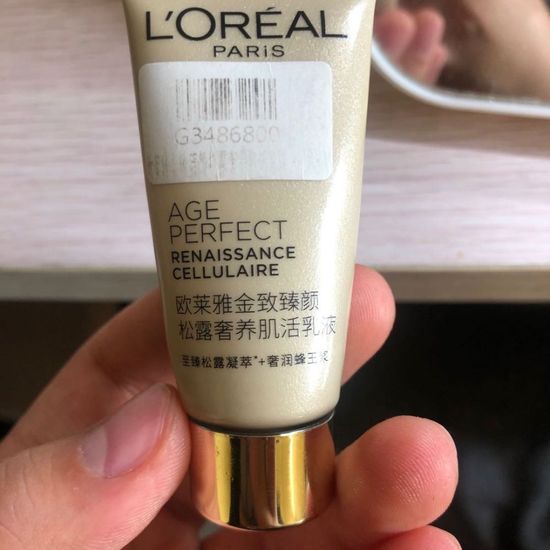 L'ORÉAL
PARIS
G3486800
AGE
PERFECT
RENAISSANCE
CELLULAIRE
欧莱雅金致臻颜
松露奢养肌活乳液
至臻松露凝萃*+奢润蜂王浆